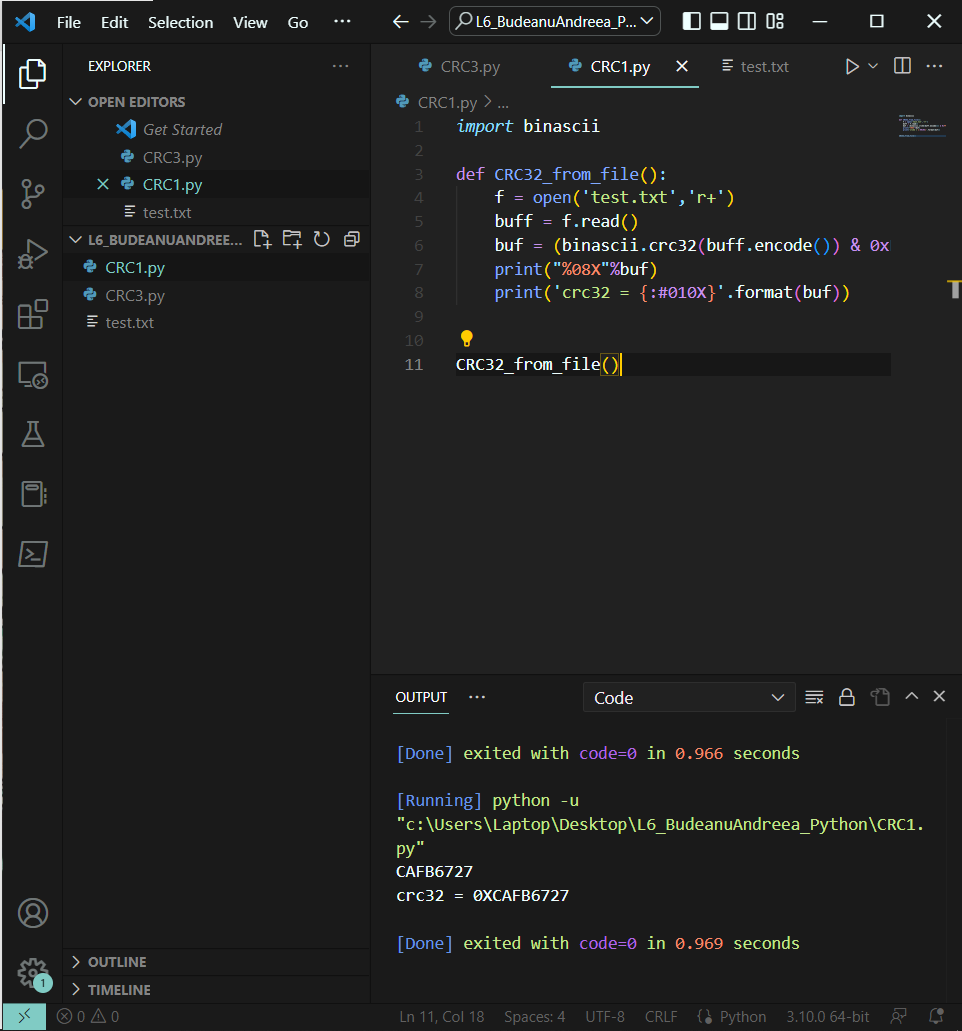 File Edit Selection View Go ··· L6_BudeanuAndreea_P...
EXPLORER ···
OPEN EDITORS
Get Started
CRC3.py
CRC1.py
test.txt
L6_BUDEANUANDREE...
CRC1.py
CRC3.py
test.txt
OUTLINE
TIMELINE
CRC3.py CRC1.py test.txt ···
CRC1.py > ...
1 import binascii
2
3 def CRC32_from_file():
4 f = open('test.txt','r+')
5 buff = f.read()
6 buf = (binascii.crc32(buff.encode()) & 0x
7 print("%08X"%buf)
8 print('crc32 = {:#010X}'.format(buf))
9
10
11 CRC32_from_file()
OUTPUT ··· Code
[Done] exited with code=0 in 0.966 seconds
[Running] python -u
"c:\Users\Laptop\Desktop\L6_BudeanuAndreea_Python\CRC1.
py"
CAFB6727
crc32 = 0XCAFB6727
[Done] exited with code=0 in 0.969 seconds
1
0 0 Ln 11, Col 18 Spaces: 4 UTF-8 CRLF Python 3.10.0 64-bit